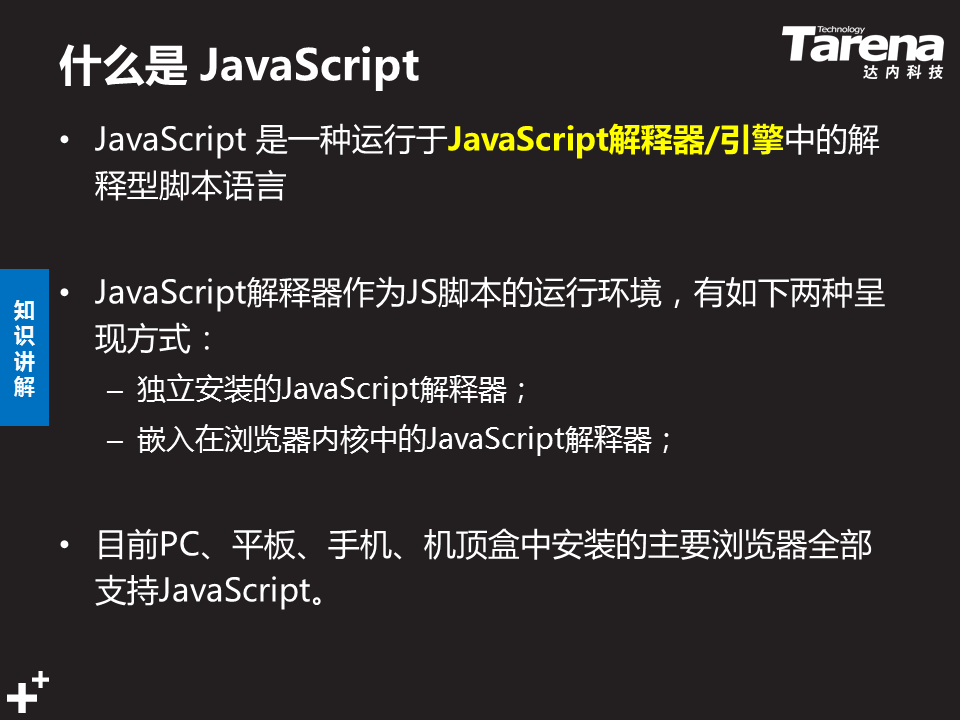 什么是 JavaScript
Technology
Tarena
达内科技
• JavaScript 是一种运行于JavaScript解释器/引擎中的解
释型脚本语言
• JavaScript解释器作为JS脚本的运行环境，有如下两种呈
现方式：
– 独立安装的JavaScript解释器；
– 嵌入在浏览器内核中的JavaScript解释器；
• 目前PC、平板、手机、机顶盒中安装的主要浏览器全部
支持JavaScript。
知
识
讲
解